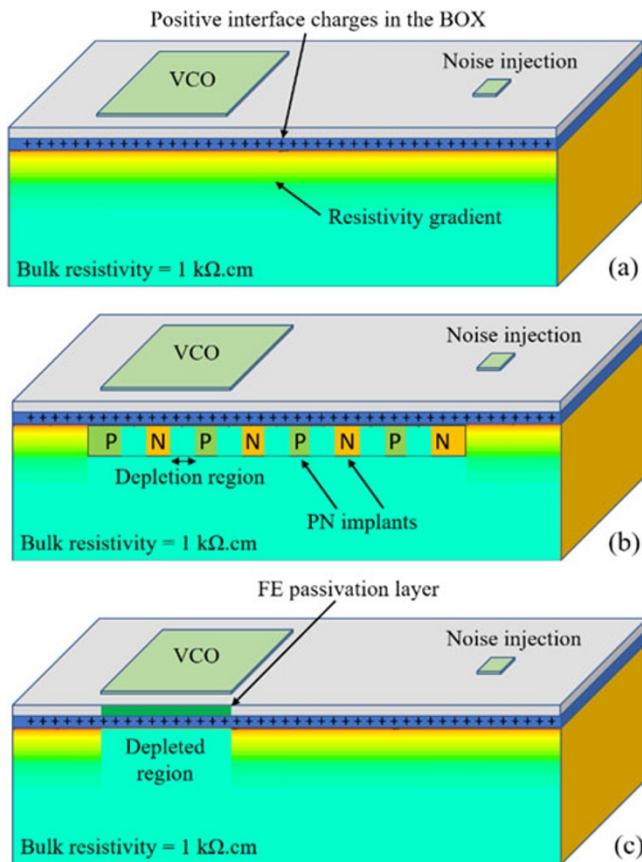 Positive interface charges in the BOX
VCO
Noise injection
Resistivity gradient
Bulk resistivity = 1 kΩ.cm
(a)
VCO
Noise injection
P N P N P N P N
Depletion region
PN implants
Bulk resistivity = 1 kΩ.cm
(b)
FE passivation layer
VCO
Noise injection
Depleted
region
Bulk resistivity = 1 kΩ.cm
(c)